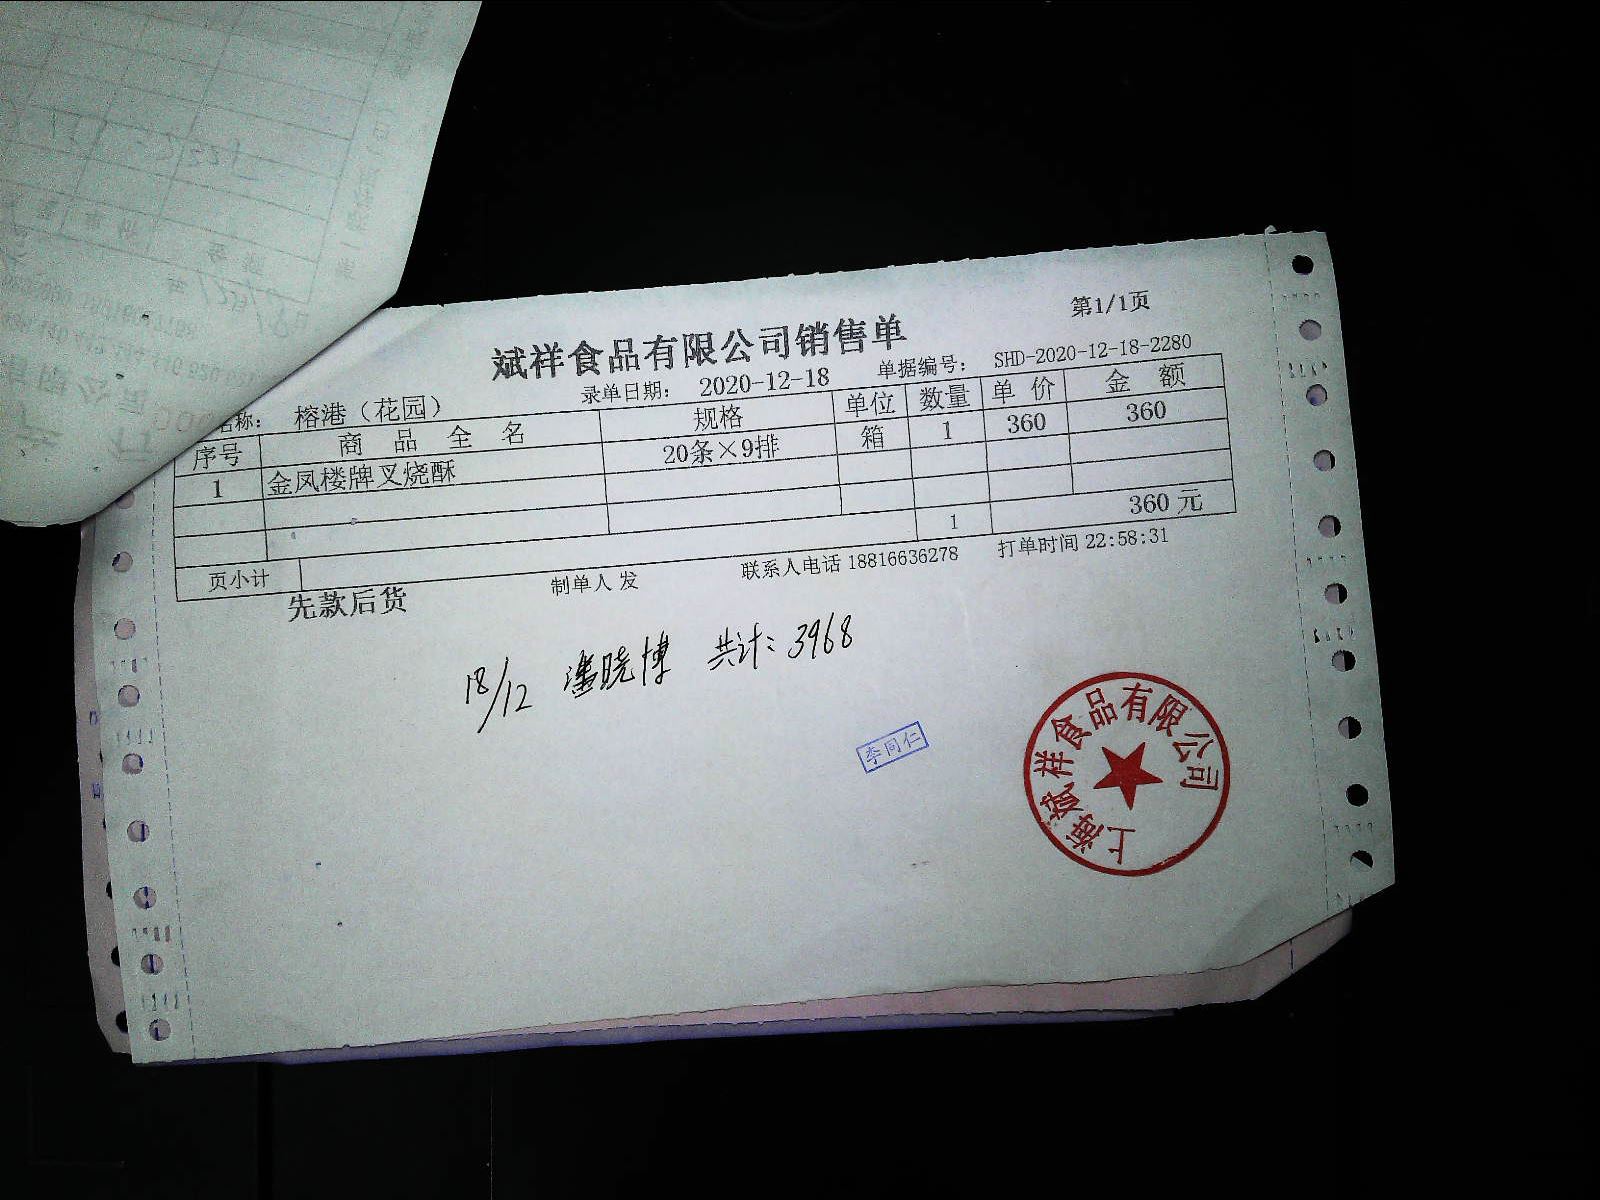 第1/1页
斌祥食品有限公司销售单
名称： 榕港（花园） 录单日期： 2020-12-18 单据编号： SHD-2020-12-18-2280
序号 商品全名 规格 单位 数量 单价 金额
1 金凤楼牌叉烧酥 20条×9排 箱 1 360 360
页小计 1 360 元
先款后货 制单人 发 联系人电话 18816636278 打单时间 22:58:31
18/12 潘晓博 共计：3968
李同仁
上海斌祥食品有限公司